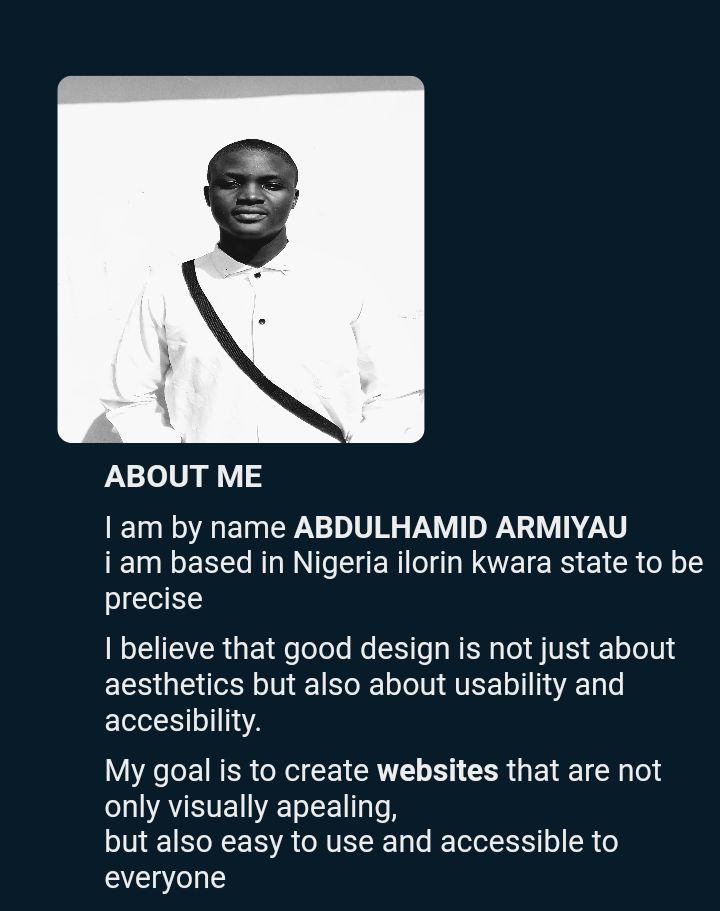 ABOUT ME
I am by name ABDULHAMID ARMIYAU
i am based in Nigeria ilorin kwara state to be
precise
I believe that good design is not just about
aesthetics but also about usability and
accesibility.
My goal is to create websites that are not
only visually apealing,
but also easy to use and accessible to
everyone